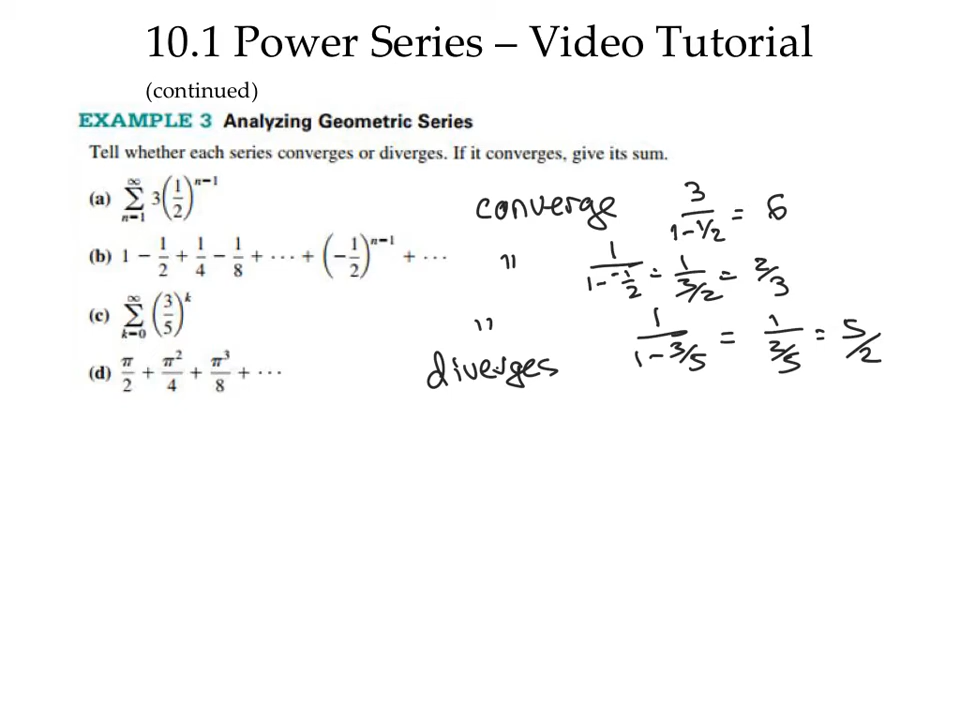 10.1 Power Series – Video Tutorial
(continued)
EXAMPLE 3 Analyzing Geometric Series
Tell whether each series converges or diverges. If it converges, give its sum.
(a) ∑_{n=1}^{∞} 3(1/2)^{n−1} converge 3/(1-1/2) = 6
(b) 1 − 1/2 + 1/4 − 1/8 + ⋯ + (−1/2)^{n−1} + ⋯ " 1/(1--1/2) = 1/(3/2) = 2/3
(c) ∑_{k=0}^{∞} (3/5)^k " 1/(1-3/5) = 1/(2/5) = 5/2
(d) π/2 + π²/4 + π³/8 + ⋯ diverges